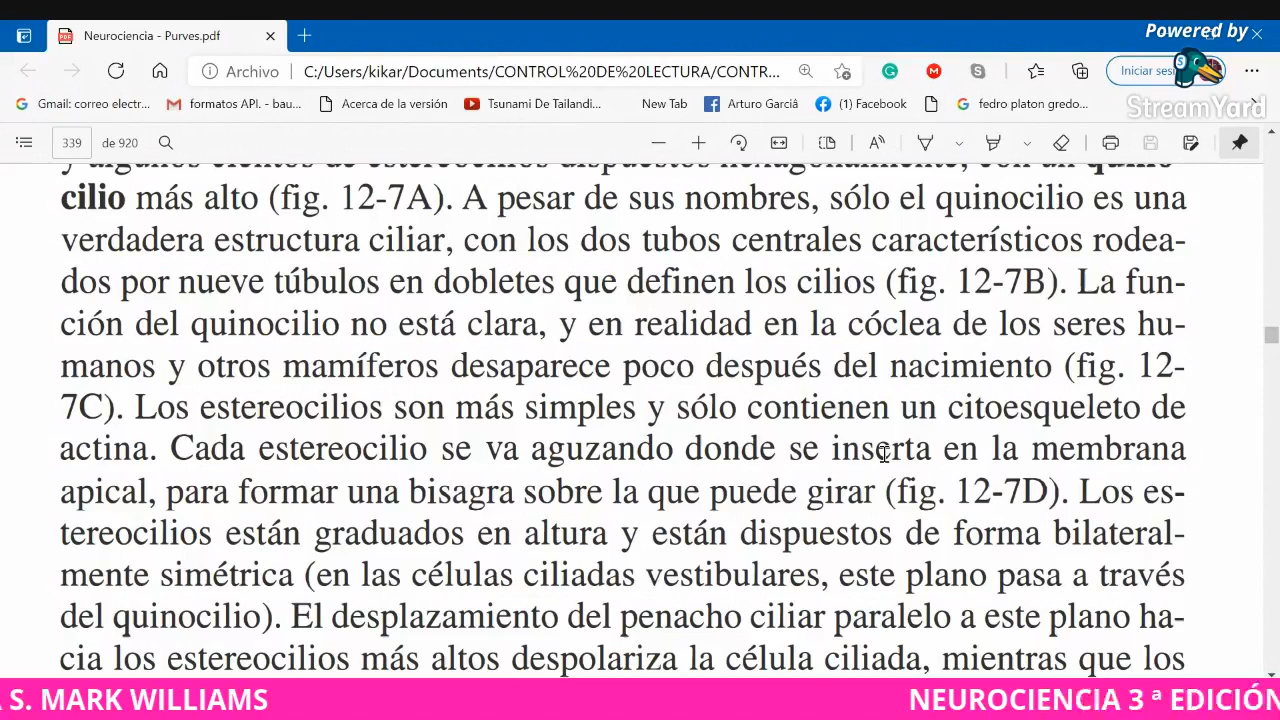 Neurociencia - Purves.pdf
Powered by
Archivo
C:/Users/kikar/Documents/CONTROL%20DE%20LECTURA/CONTR...
Iniciar
StreamYard
Gmail: correo electr...
formatos API. - bau...
Acerca de la versión
Tsunami De Tailandi...
New Tab
Arturo Garciâ
(1) Facebook
fedro platon gredo...
339
de 920
cilio más alto (fig. 12-7A). A pesar de sus nombres, sólo el quinocilio es una
verdadera estructura ciliar, con los dos tubos centrales característicos rodea-
dos por nueve túbulos en dobletes que definen los cilios (fig. 12-7B). La fun-
ción del quinocilio no está clara, y en realidad en la cóclea de los seres hu-
manos y otros mamíferos desaparece poco después del nacimiento (fig. 12-
7C). Los estereocilios son más simples y sólo contienen un citoesqueleto de
actina. Cada estereocilio se va aguzando donde se inserta en la membrana
apical, para formar una bisagra sobre la que puede girar (fig. 12-7D). Los es-
tereocilios están graduados en altura y están dispuestos de forma bilateral-
mente simétrica (en las células ciliadas vestibulares, este plano pasa a través
del quinocilio). El desplazamiento del penacho ciliar paralelo a este plano ha-
cia los estereocilios más altos despolariza la célula ciliada, mientras que los
A S. MARK WILLIAMS
NEUROCIENCIA 3 ª EDICIÓN